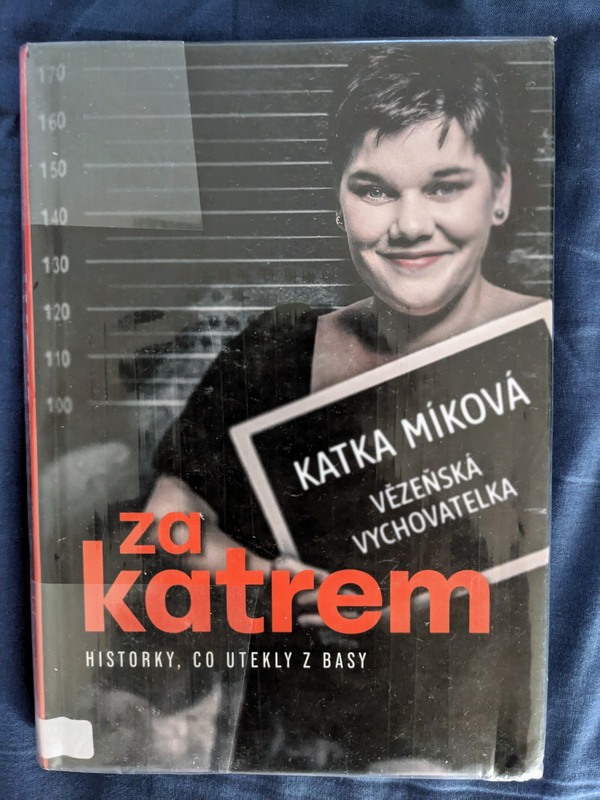 170
160
150
140
130
120
110
100
KATKA MÍKOVÁ
VĚZEŇSKÁ
VYCHOVATELKA
za
katrem
HISTORKY, CO UTEKLY Z BASY